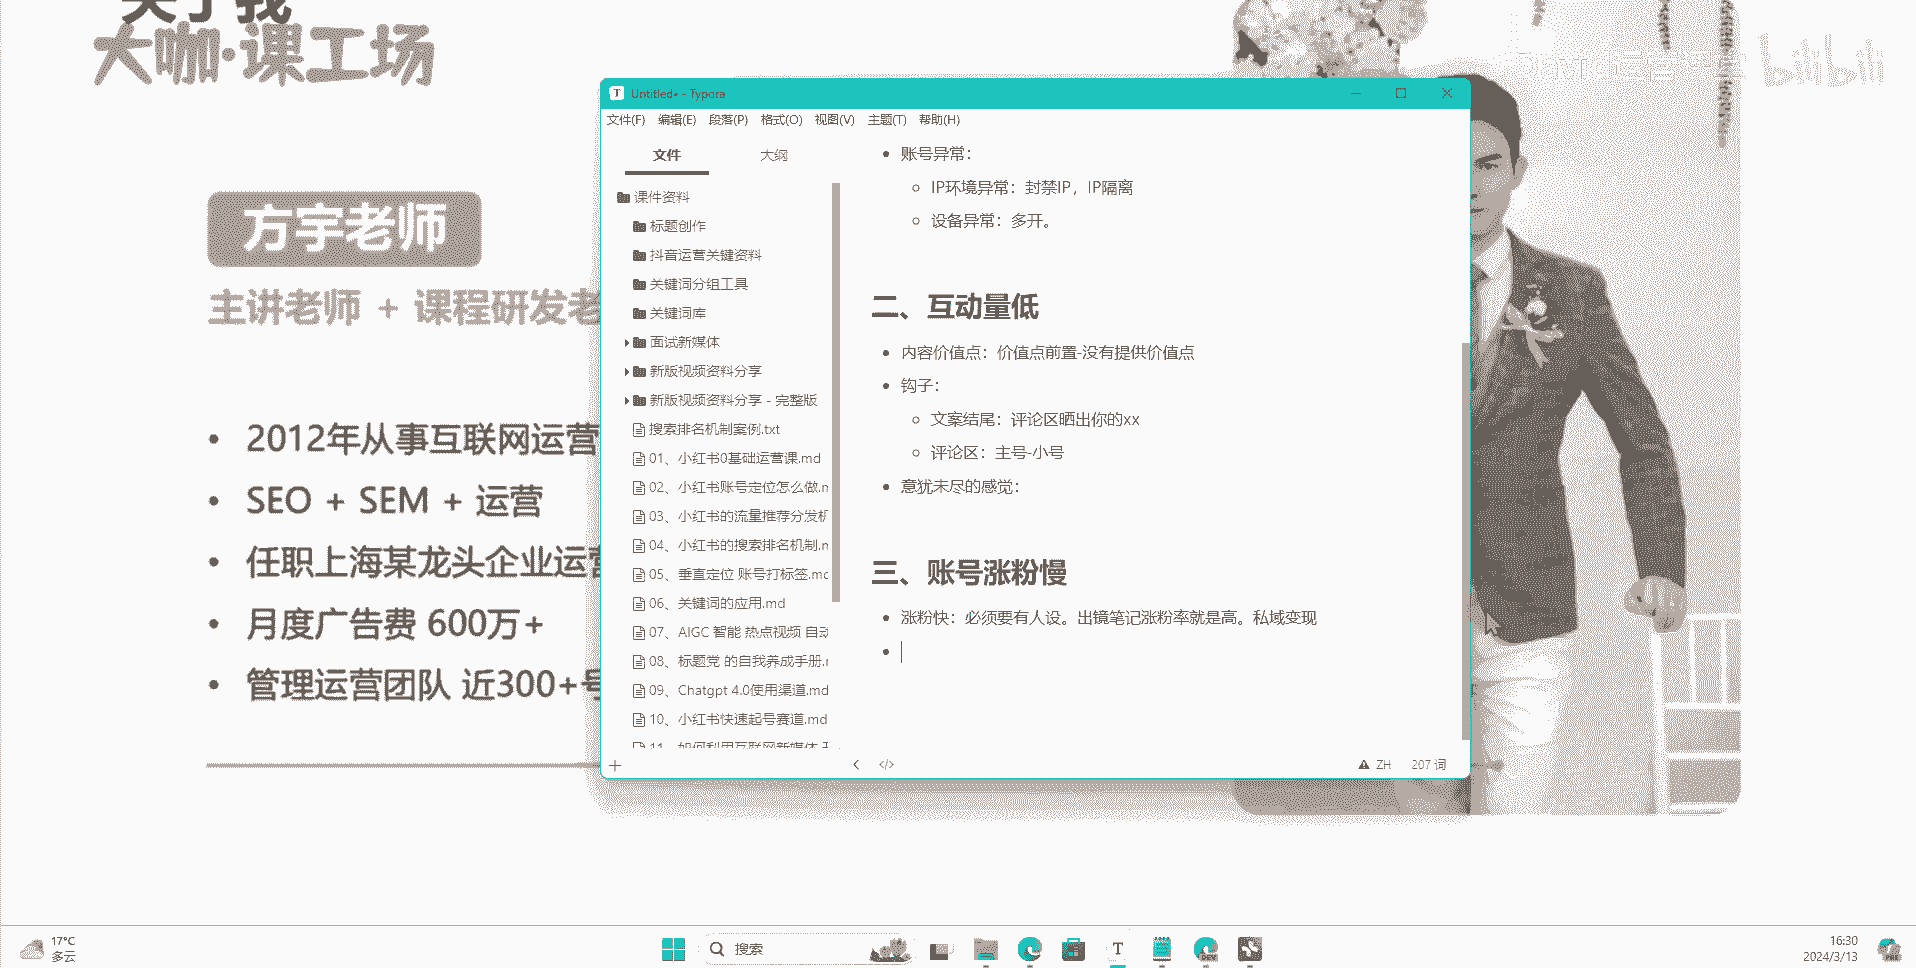 大咖·课工场
方宇老师
主讲老师 + 课程研发老
2012年从事互联网运营
SEO + SEM + 运营
任职上海某龙头企业运营
月度广告费 600万+
管理运营团队 近300+号
bilibili
Untitled• - Typora
文件(F) 编辑(E) 段落(P) 格式(O) 视图(V) 主题(T) 帮助(H)
文件 大纲
课件资料
标题创作
抖音运营关键资料
关键词分组工具
关键词库
面试新媒体
新版视频资料分享
新版视频资料分享 - 完整版
搜索排名机制案例.txt
01、小红书0基础运营课.md
02、小红书账号定位怎么做.m
03、小红书的流量推荐分发机
04、小红书的搜索排名机制.m
05、垂直定位 账号打标签.md
06、关键词的应用.md
07、AIGC 智能 热点视频 自动
08、标题党 的自我养成手册.m
09、Chatgpt 4.0使用渠道.md
10、小红书快速起号赛道.md
11、如何利用互联网新媒体
账号异常：
IP环境异常：封禁IP，IP隔离
设备异常：多开。
二、互动量低
内容价值点：价值点前置-没有提供价值点
钩子：
文案结尾：评论区晒出你的xx
评论区：主号-小号
意犹未尽的感觉：
三、账号涨粉慢
涨粉快：必须要有人设。出镜笔记涨粉率就是高。私域变现
ZH 207 词
17°C
多云
搜索
16:30
2024/3/13